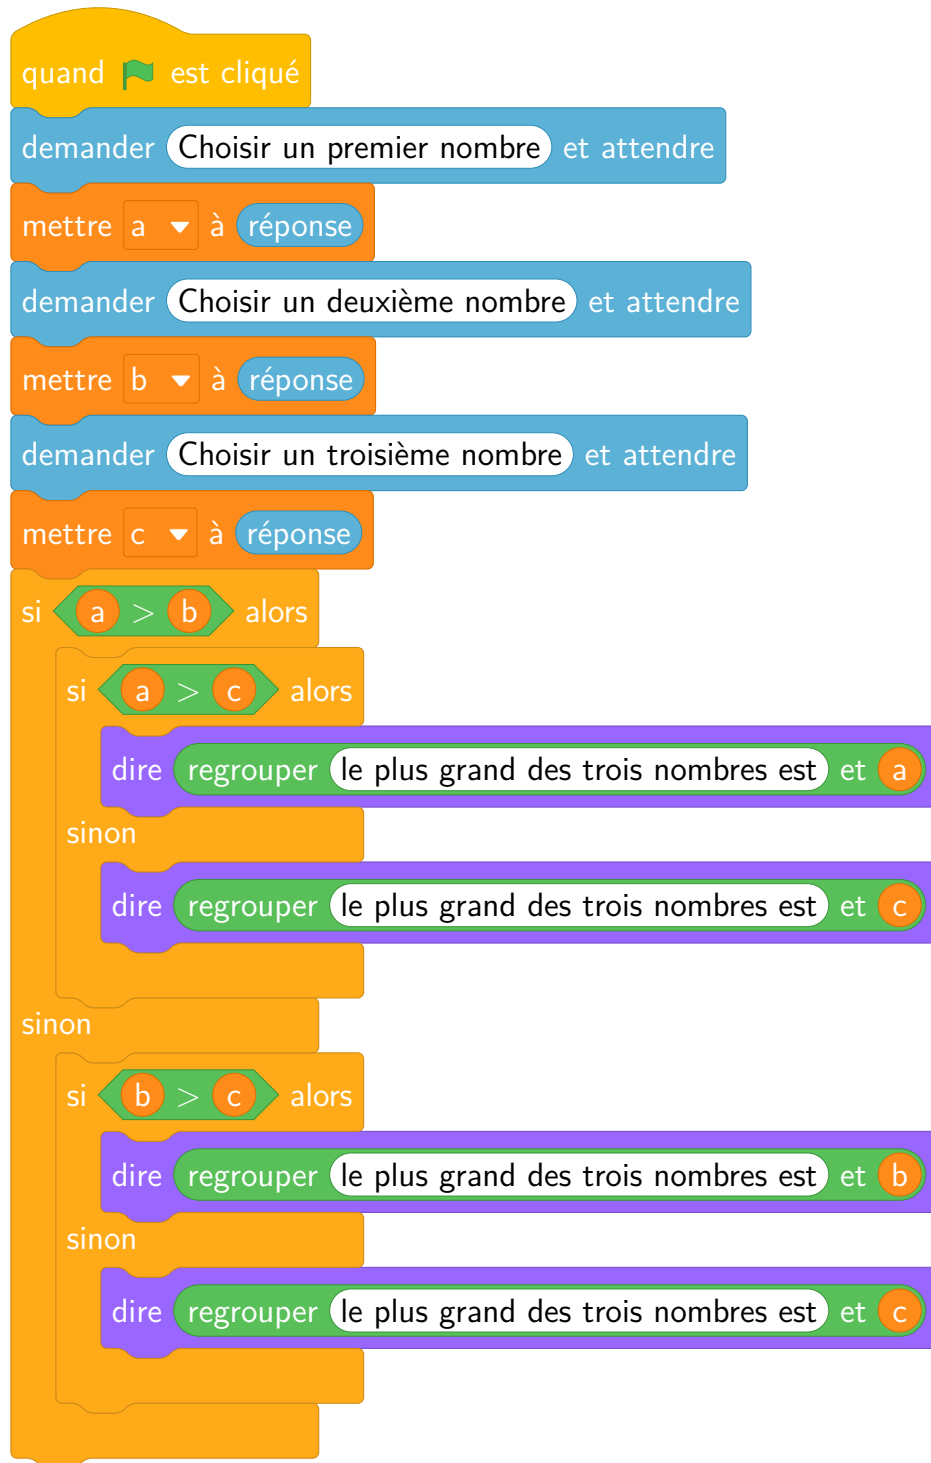 quand est cliqué
demander Choisir un premier nombre et attendre
mettre a à réponse
demander Choisir un deuxième nombre et attendre
mettre b à réponse
demander Choisir un troisième nombre et attendre
mettre c à réponse
si a > b alors
si a > c alors
dire regrouper le plus grand des trois nombres est et a
sinon
dire regrouper le plus grand des trois nombres est et c
sinon
si b > c alors
dire regrouper le plus grand des trois nombres est et b
sinon
dire regrouper le plus grand des trois nombres est et c